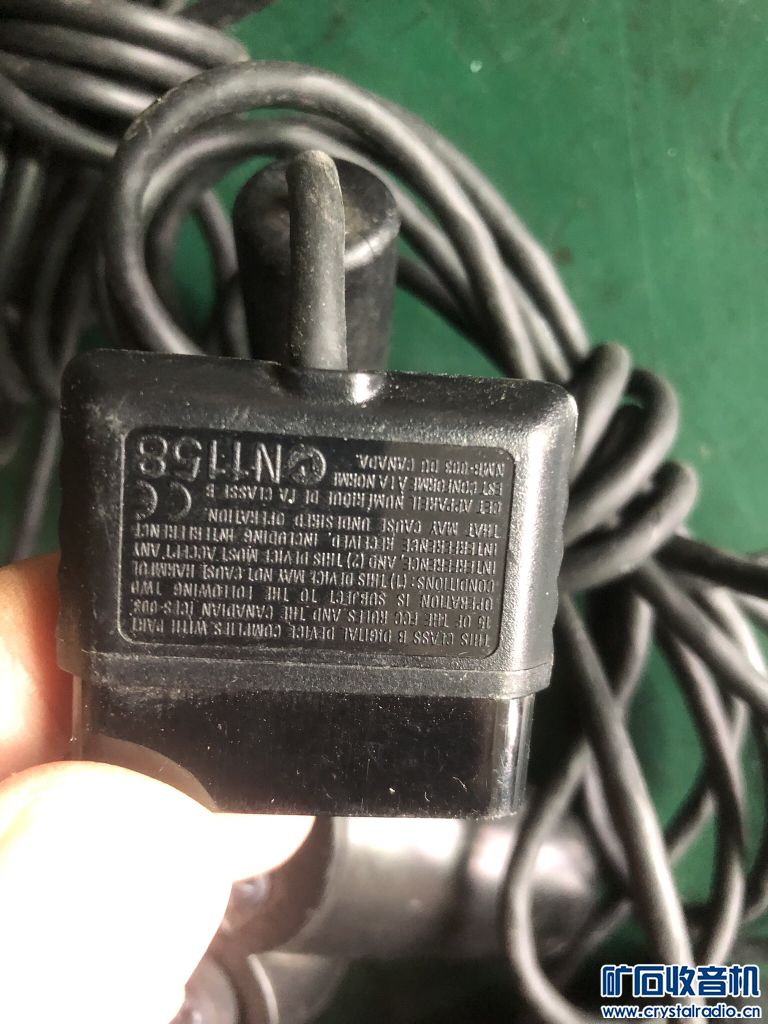 THIS CLASS B DIGITAL DEVICE COMPLIES WITH PART
15 OF THE FCC RULES AND THE CANADIAN ICES-003.
OPERATION IS SUBJECT TO THE FOLLOWING TWO
CONDITIONS: (1) THIS DEVICE MAY NOT CAUSE HARMFUL
INTERFERENCE, AND (2) THIS DEVICE MUST ACCEPT ANY
INTERFERENCE RECEIVED, INCLUDING INTERFERENCE
THAT MAY CAUSE UNDESIRED OPERATION.
CET APPAREIL NUMÉRIQUE DE LA CLASSE B
EST CONFORME À LA NORME
NMB-003 DU CANADA.
CE
N1158
矿石收音机
www.crystalradio.cn